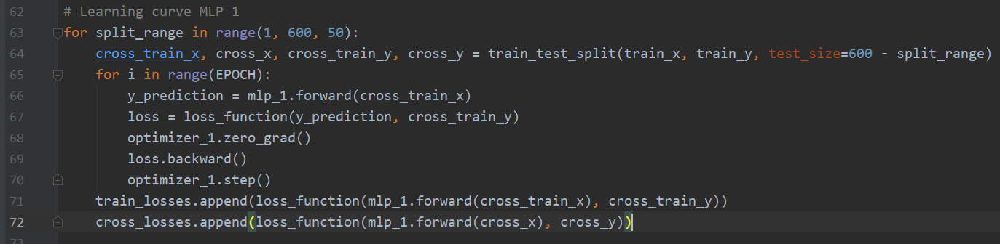 62 # Learning curve MLP 1
63 for split_range in range(1, 600, 50):
64 cross_train_x, cross_x, cross_train_y, cross_y = train_test_split(train_x, train_y, test_size=600 - split_range)
65 for i in range(EPOCH):
66 y_prediction = mlp_1.forward(cross_train_x)
67 loss = loss_function(y_prediction, cross_train_y)
68 optimizer_1.zero_grad()
69 loss.backward()
70 optimizer_1.step()
71 train_losses.append(loss_function(mlp_1.forward(cross_train_x), cross_train_y))
72 cross_losses.append(loss_function(mlp_1.forward(cross_x), cross_y))
73